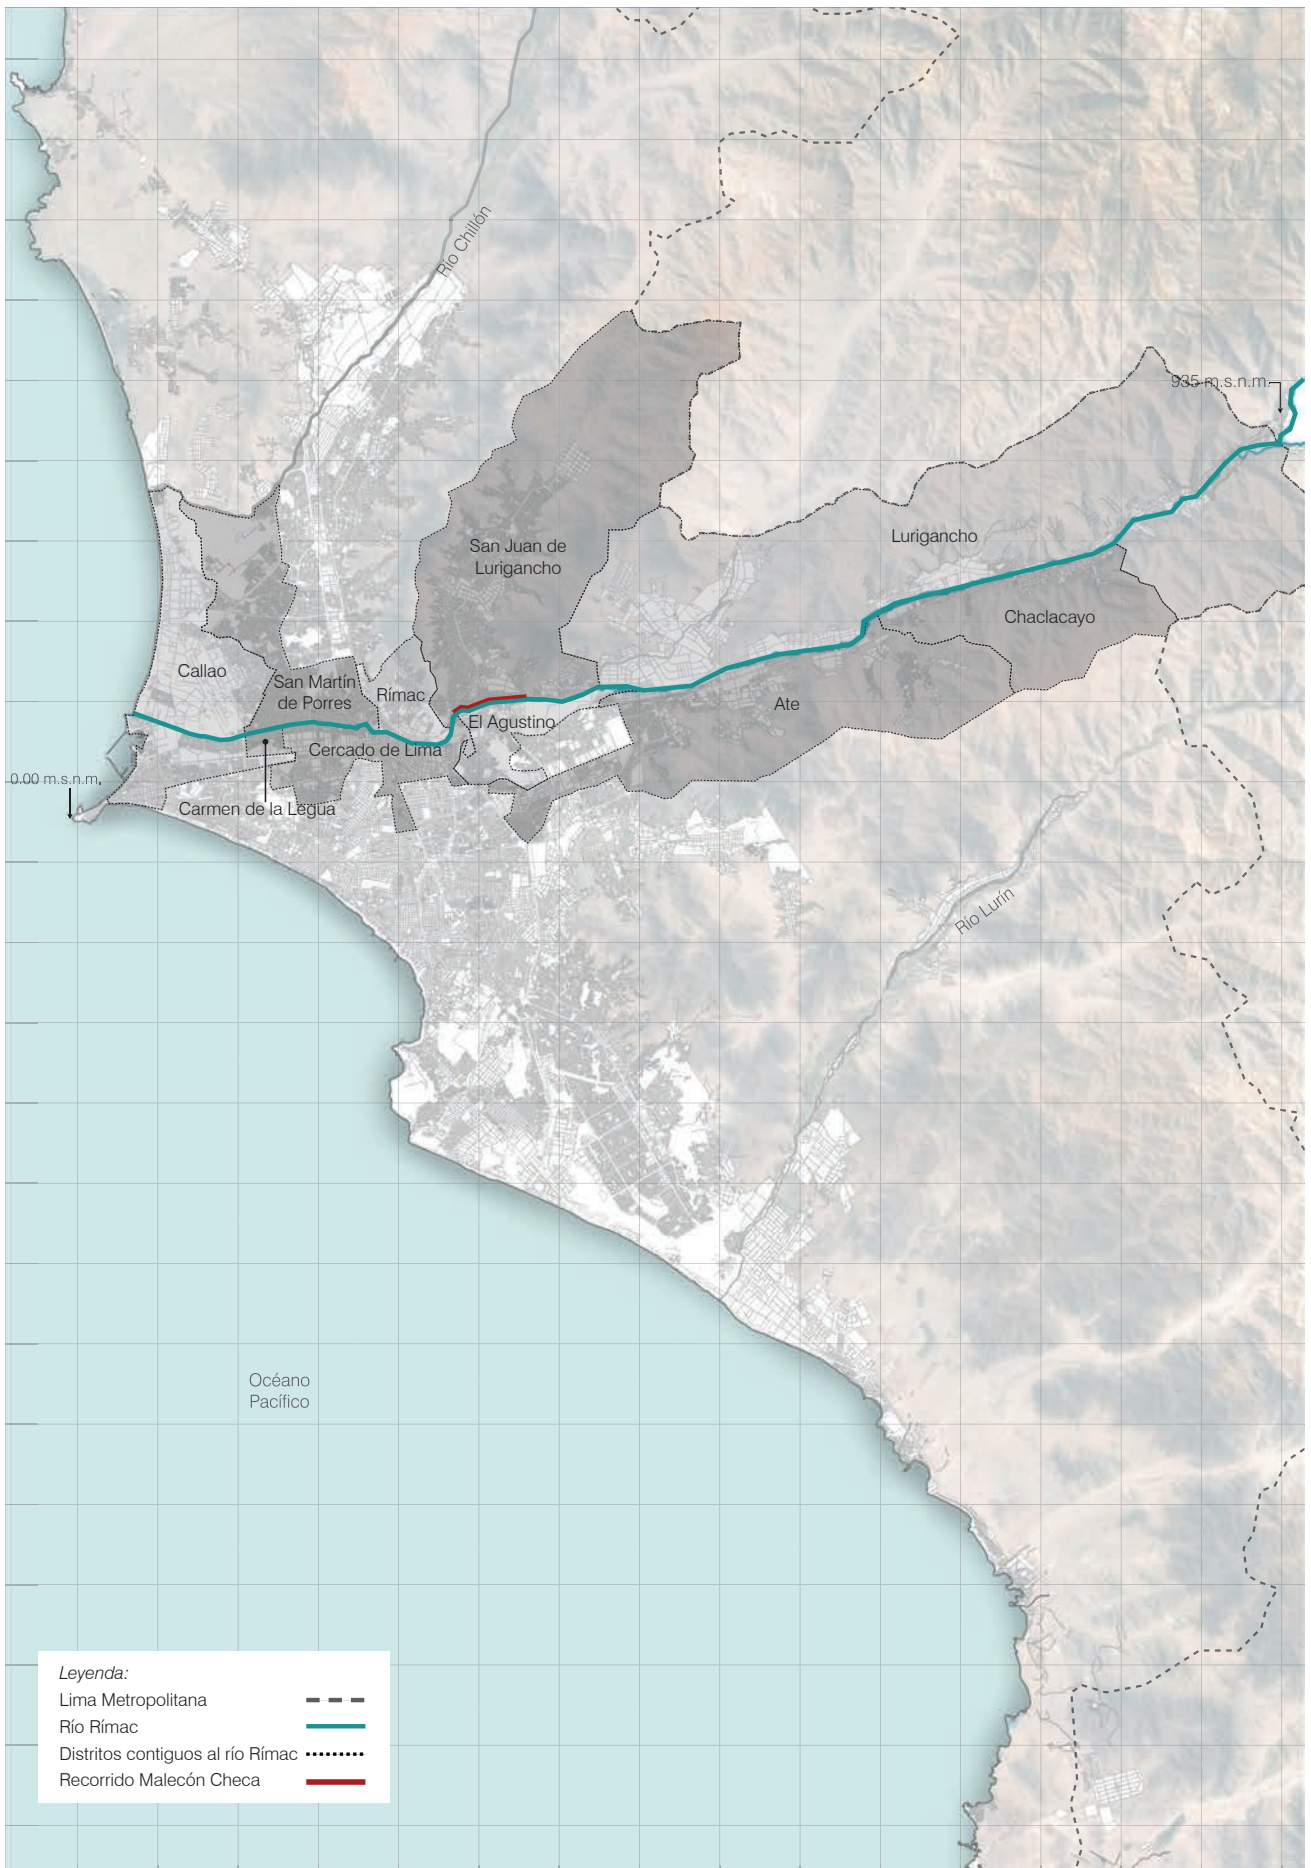 Río Chillón
935 m.s.n.m.
Lurigancho
San Juan de
Lurigancho
Chaclacayo
Callao
San Martín
de Porres
Rímac
Ate
El Agustino
Cercado de Lima
0.00 m.s.n.m.
Carmen de la Legua
Río Lurín
Océano
Pacífico
Leyenda:
Lima Metropolitana
Río Rímac
Distritos contiguos al río Rímac
Recorrido Malecón Checa